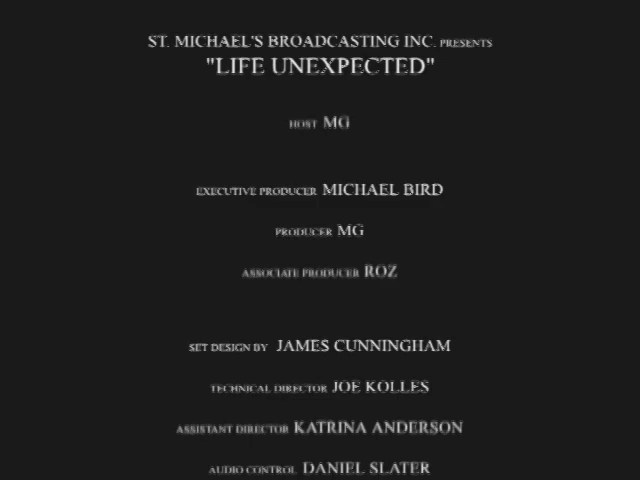 ST. MICHAEL'S BROADCASTING INC. PRESENTS
"LIFE UNEXPECTED"
HOST MG
EXECUTIVE PRODUCER MICHAEL BIRD
PRODUCER MG
ASSOCIATE PRODUCER ROZ
SET DESIGN BY JAMES CUNNINGHAM
TECHNICAL DIRECTOR JOE KOLLES
ASSISTANT DIRECTOR KATRINA ANDERSON
AUDIO CONTROL DANIEL SLATER